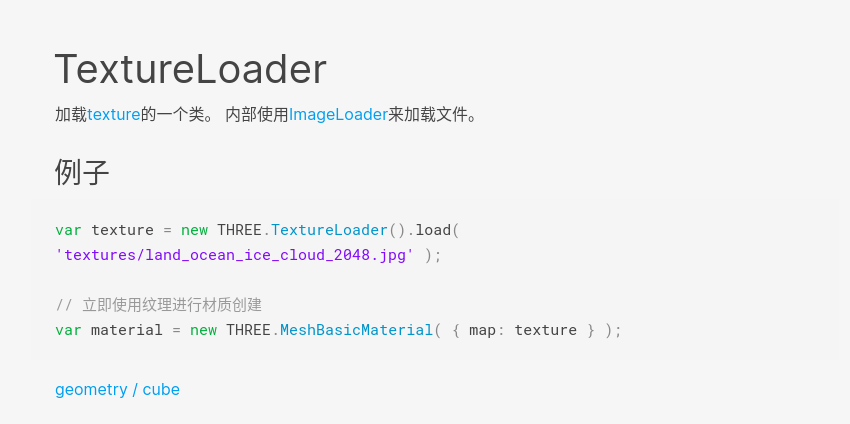 TextureLoader
加载texture的一个类。 内部使用ImageLoader来加载文件。
例子
var texture = new THREE.TextureLoader().load(
'textures/land_ocean_ice_cloud_2048.jpg' );
// 立即使用纹理进行材质创建
var material = new THREE.MeshBasicMaterial( { map: texture } );
geometry / cube